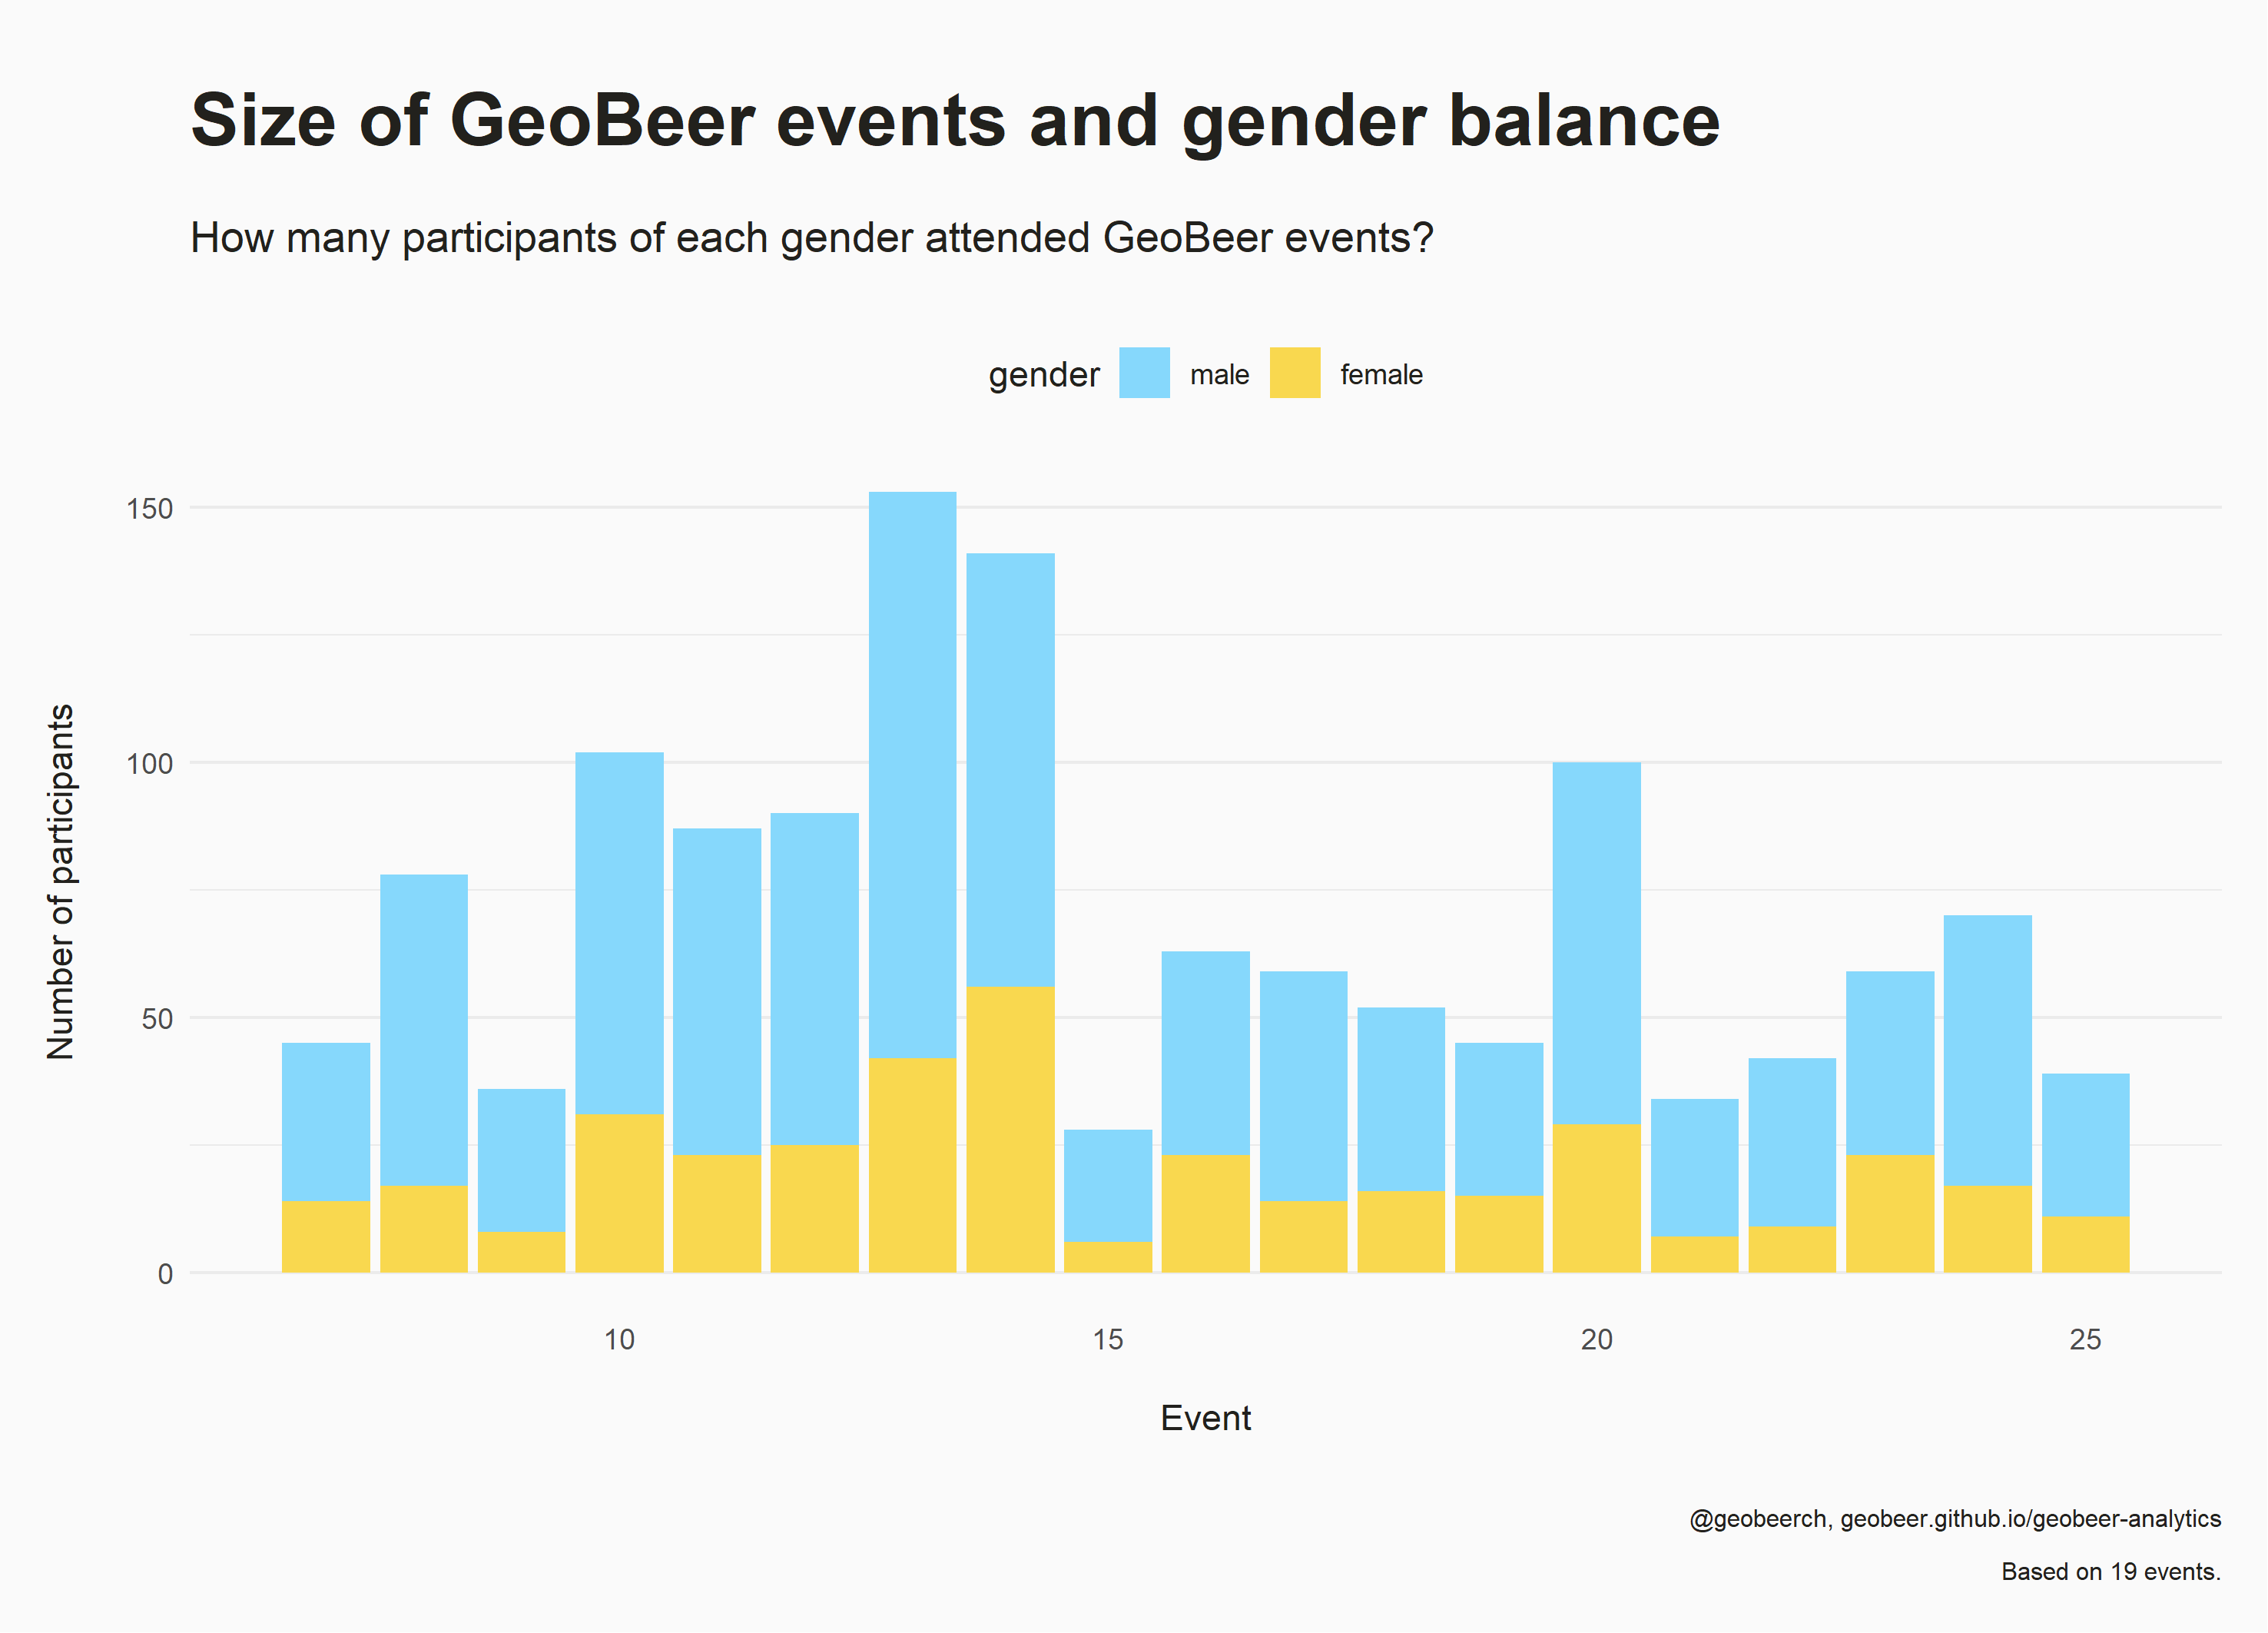 Size of GeoBeer events and gender balance
How many participants of each gender attended GeoBeer events?
gender male female
150
100
50
0
Number of participants
10 15 20 25
Event
@geobeerch, geobeer.github.io/geobeer-analytics
Based on 19 events.